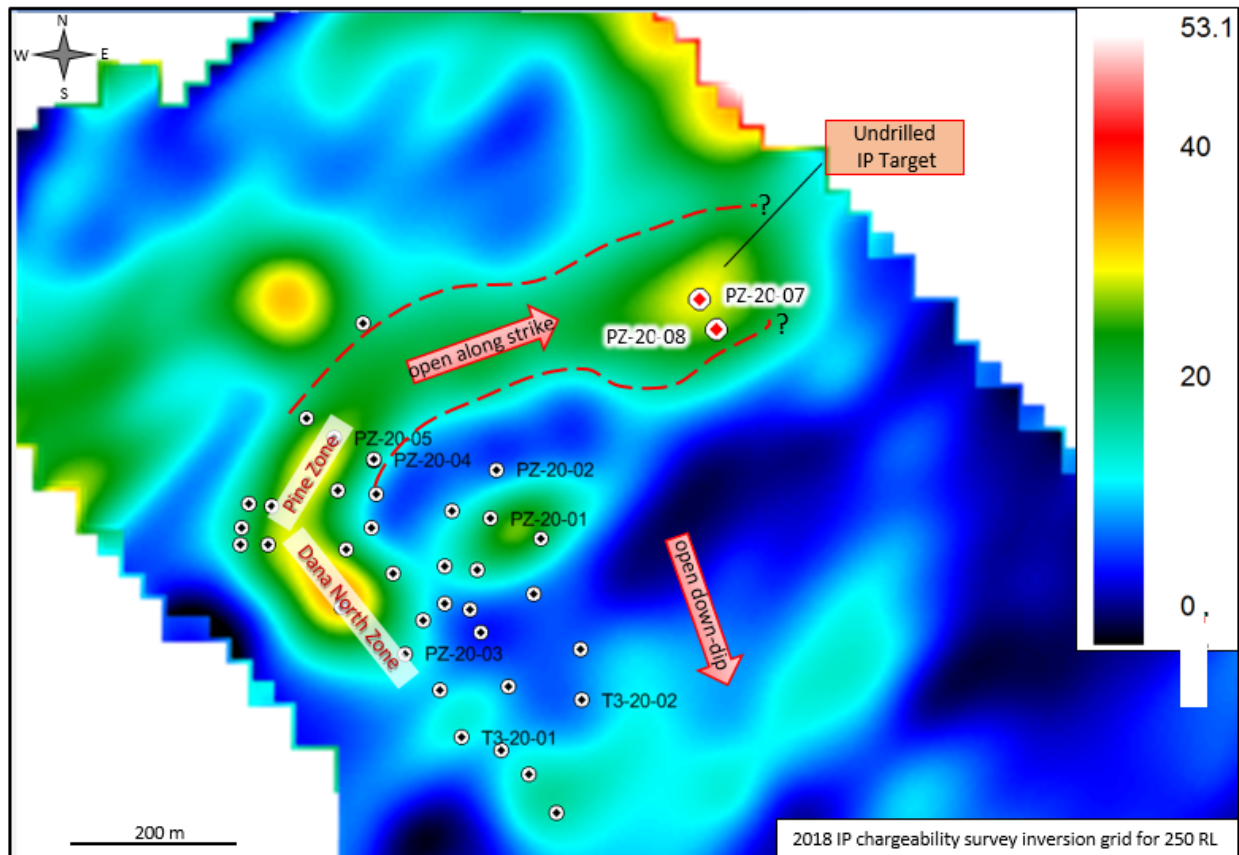 N
W E
S
53.1
40
20
0
Undrilled
IP Target
?
PZ-20-07
PZ-20-08
?
open along strike
PZ-20-05
PZ-20-04
PZ-20-02
PZ-20-01
Pine Zone
Dana North Zone
open down-dip
PZ-20-03
T3-20-02
T3-20-01
200 m
2018 IP chargeability survey inversion grid for 250 RL